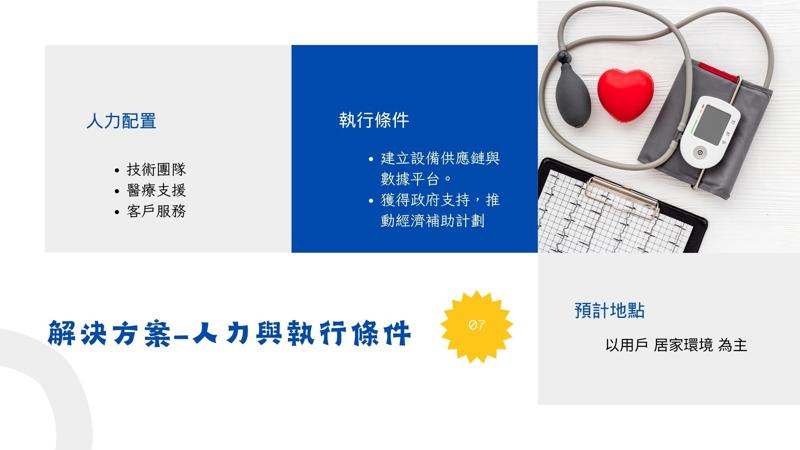 人力配置
• 技術團隊
• 醫療支援
• 客戶服務
執行條件
• 建立設備供應鏈與
數據平台。
• 獲得政府支持，推
動經濟補助計劃
解決方案–人力與執行條件
07
預計地點
以用戶 居家環境 為主